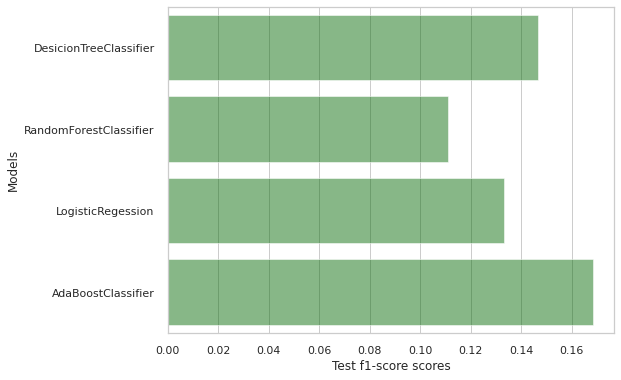 DesicionTreeClassifier
RandomForestClassifier
LogisticRegession
AdaBoostClassifier
Models
0.00 0.02 0.04 0.06 0.08 0.10 0.12 0.14 0.16
Test f1-score scores